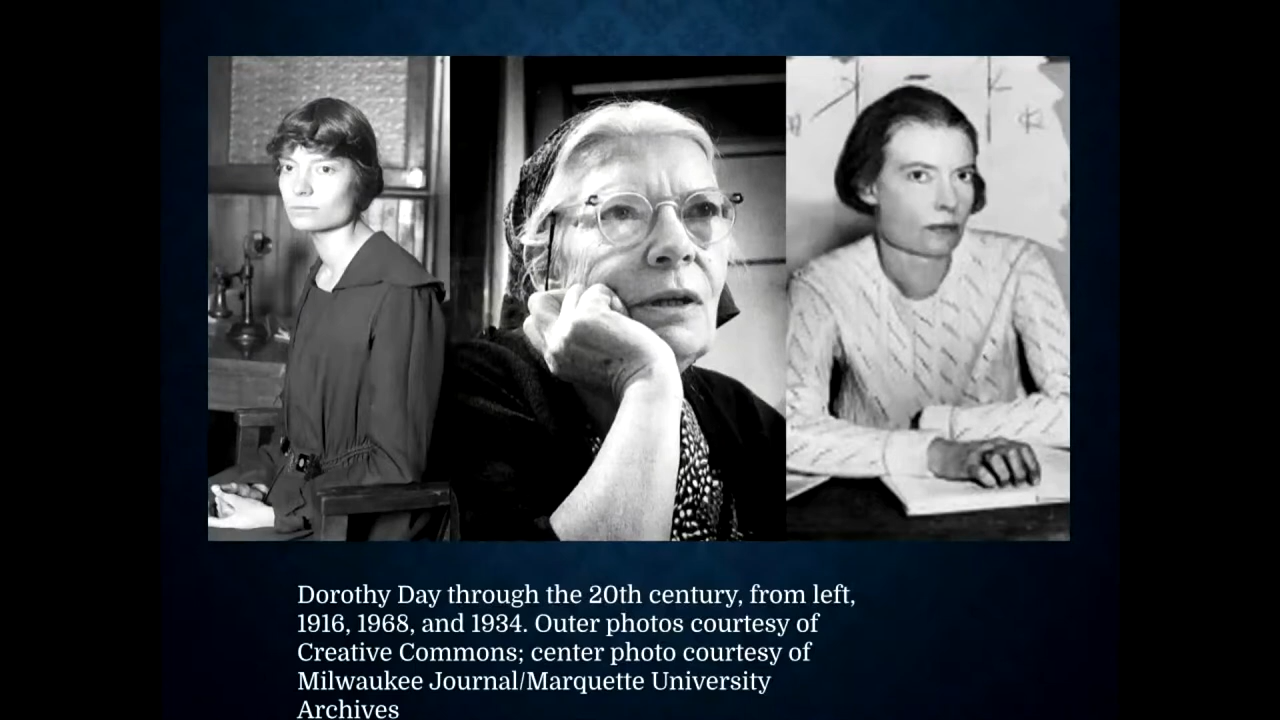 Dorothy Day through the 20th century, from left,
1916, 1968, and 1934. Outer photos courtesy of
Creative Commons; center photo courtesy of
Milwaukee Journal/Marquette University
Archives